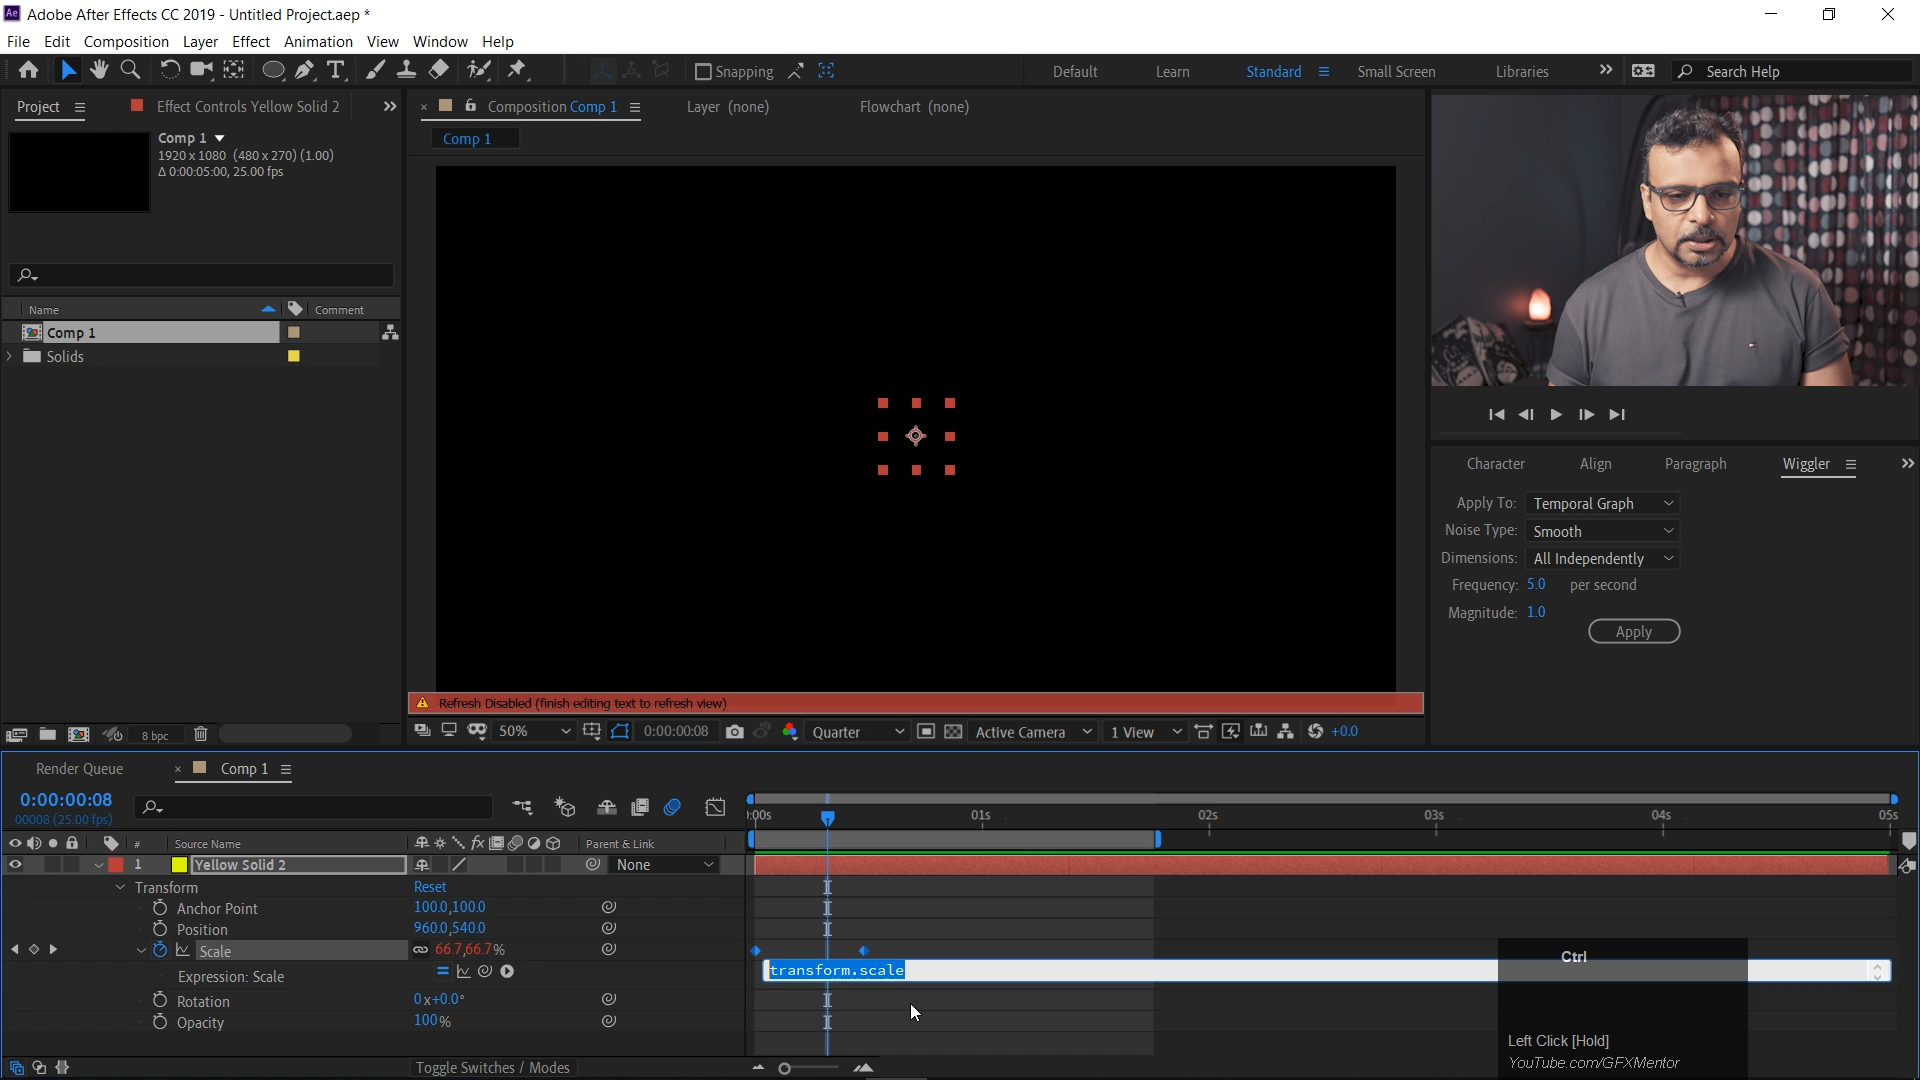 Ae Adobe After Effects CC 2019 - Untitled Project.aep *
File Edit Composition Layer Effect Animation View Window Help
Snapping Default Learn Standard Small Screen Libraries Search Help
Project Effect Controls Yellow Solid 2 Composition Comp 1 Layer (none) Flowchart (none)
Comp 1
Comp 1
1920 x 1080 (480 x 270) (1.00)
Δ 0:00:05:00, 25.00 fps
Name Comment
Comp 1
Solids
Character Align Paragraph Wiggler
Apply To: Temporal Graph
Noise Type: Smooth
Dimensions: All Independently
Frequency: 5.0 per second
Magnitude: 1.0
Apply
Refresh Disabled (finish editing text to refresh view)
8 bpc 50% 0:00:00:08 Quarter Active Camera 1 View +0.0
Render Queue Comp 1
0:00:00:08
00008 (25.00 fps)
:00s 01s 02s 03s 04s 05s
# Source Name fx Parent & Link
1 Yellow Solid 2 None
Transform Reset
Anchor Point 100.0,100.0
Position 960.0,540.0
Scale 66.7,66.7%
Expression: Scale transform.scale
Rotation 0x+0.0°
Opacity 100%
Toggle Switches / Modes
Ctrl
Left Click [Hold]
YouTube.com/GFXMentor